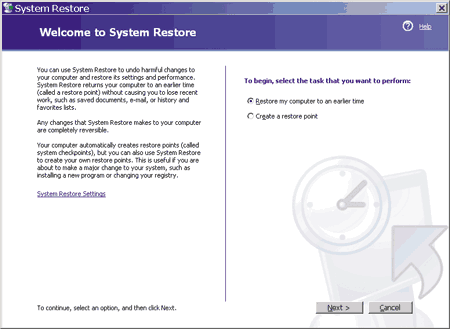 System Restore
Welcome to System Restore
Help
You can use System Restore to undo harmful changes to
your computer and restore its settings and performance.
System Restore returns your computer to an earlier time
(called a restore point) without causing you to lose recent
work, such as saved documents, e-mail, or history and
favorites lists.
Any changes that System Restore makes to your computer
are completely reversible.
Your computer automatically creates restore points (called
system checkpoints), but you can also use System Restore
to create your own restore points. This is useful if you are
about to make a major change to your system, such as
installing a new program or changing your registry.
System Restore Settings
To begin, select the task that you want to perform:
Restore my computer to an earlier time
Create a restore point
To continue, select an option, and then click Next.
Next >
Cancel